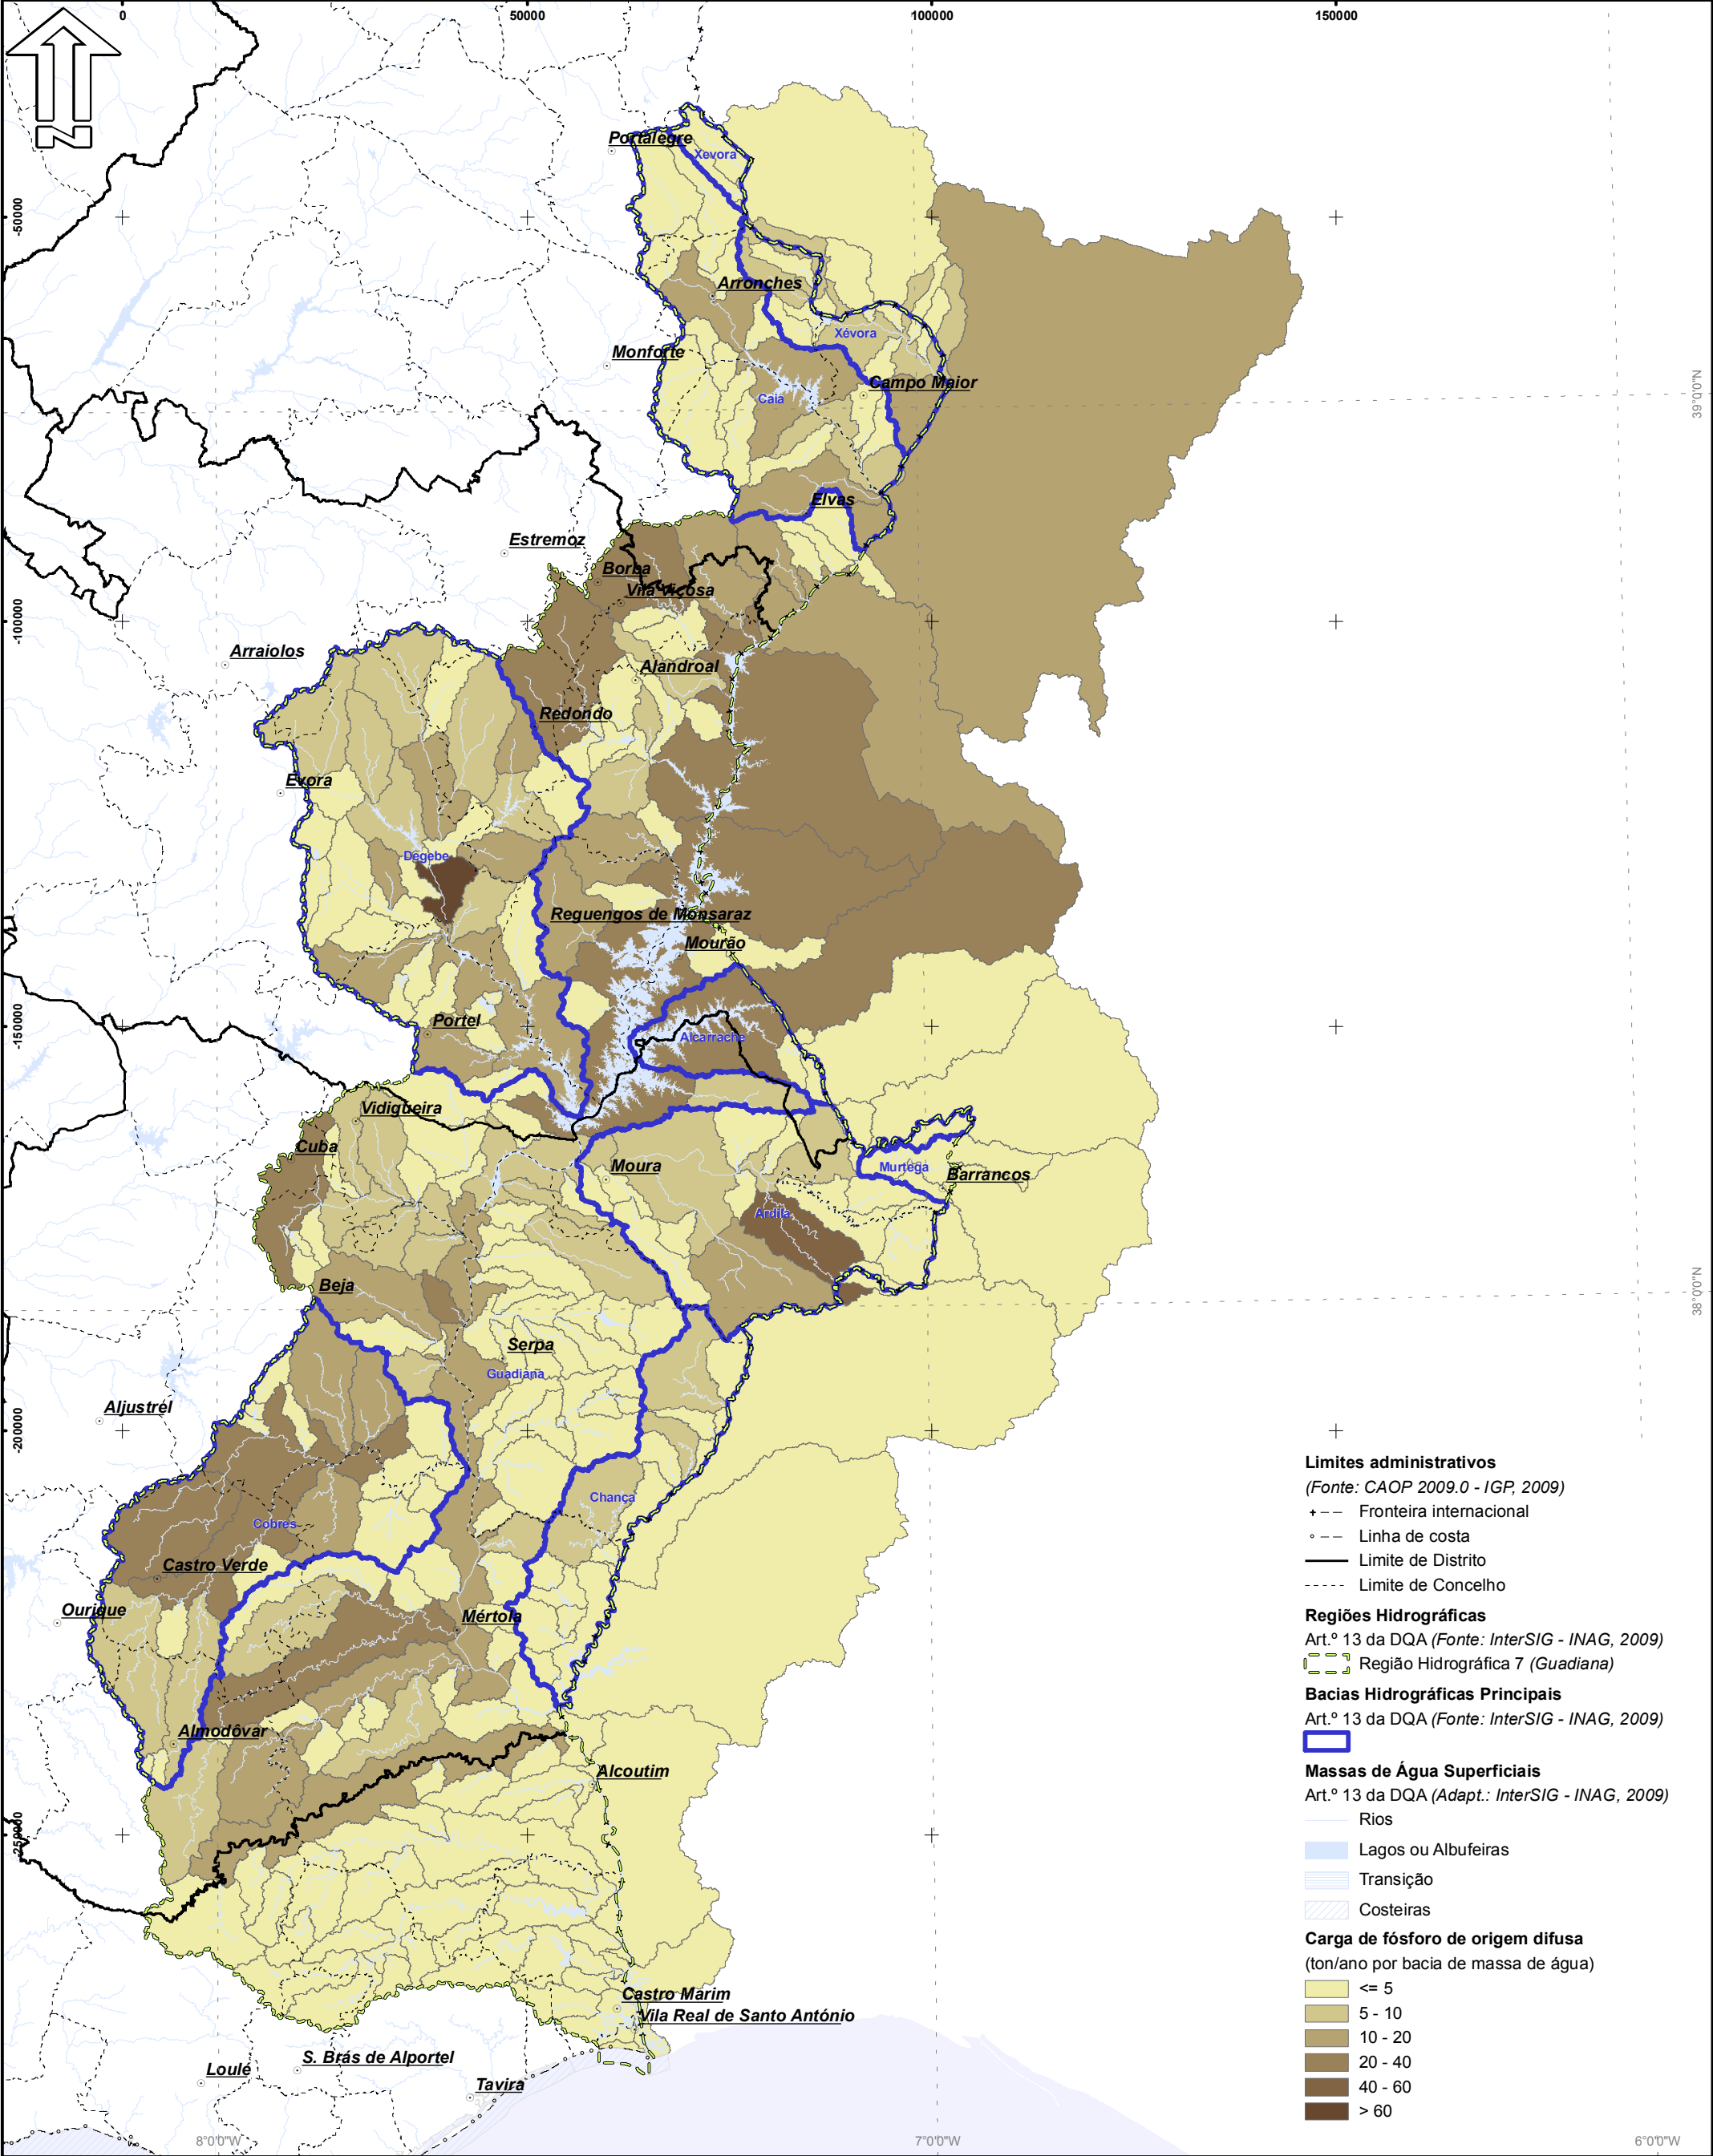 0
50000
100000
150000
N
-50000
-100000
-150000
-200000
-250000
39°0'0"N
38°0'0"N
8°0'0"W
7°0'0"W
6°0'0"W
Portalegre
Xevora
Arronches
Xévora
Monforte
Campo Maior
Caia
Elvas
Estremoz
Borba
Vila Viçosa
Arraiolos
Alandroal
Redondo
Evora
Degebe
Reguengos de Monsaraz
Mourão
Portel
Alcarrache
Vidigueira
Cuba
Moura
Murtega
Barrancos
Ardila
Beja
Serpa
Guadiana
Aljustrel
Chança
Cobres
Castro Verde
Ourique
Mértola
Almodôvar
Alcoutim
Castro Marim
Vila Real de Santo António
S. Brás de Alportel
Loulé
Tavira
Limites administrativos
(Fonte: CAOP 2009.0 - IGP, 2009)
Fronteira internacional
Linha de costa
Limite de Distrito
Limite de Concelho
Regiões Hidrográficas
Art.º 13 da DQA (Fonte: InterSIG - INAG, 2009)
Região Hidrográfica 7 (Guadiana)
Bacias Hidrográficas Principais
Art.º 13 da DQA (Fonte: InterSIG - INAG, 2009)
Massas de Água Superficiais
Art.º 13 da DQA (Adapt.: InterSIG - INAG, 2009)
Rios
Lagos ou Albufeiras
Transição
Costeiras
Carga de fósforo de origem difusa
(ton/ano por bacia de massa de água)
<= 5
5 - 10
10 - 20
20 - 40
40 - 60
> 60